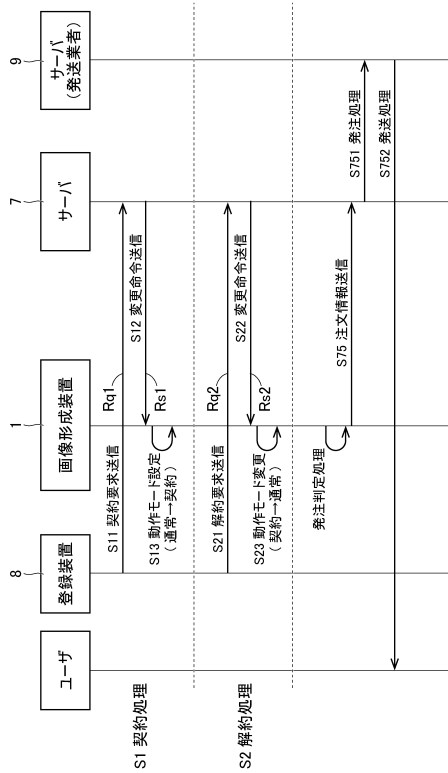 8
1
7
9
ユーザ
登録装置
画像形成装置
サーバ
サーバ
(発送業者)
S1 契約処理
S11 契約要求送信
Rq1
S12 変更命令送信
Rs1
S13 動作モード設定
(通常→契約)
S2 解約処理
S21 解約要求送信
Rq2
S22 変更命令送信
Rs2
S23 動作モード変更
(契約→通常)
発注判定処理
S75 注文情報送信
S751 発注処理
S752 発送処理